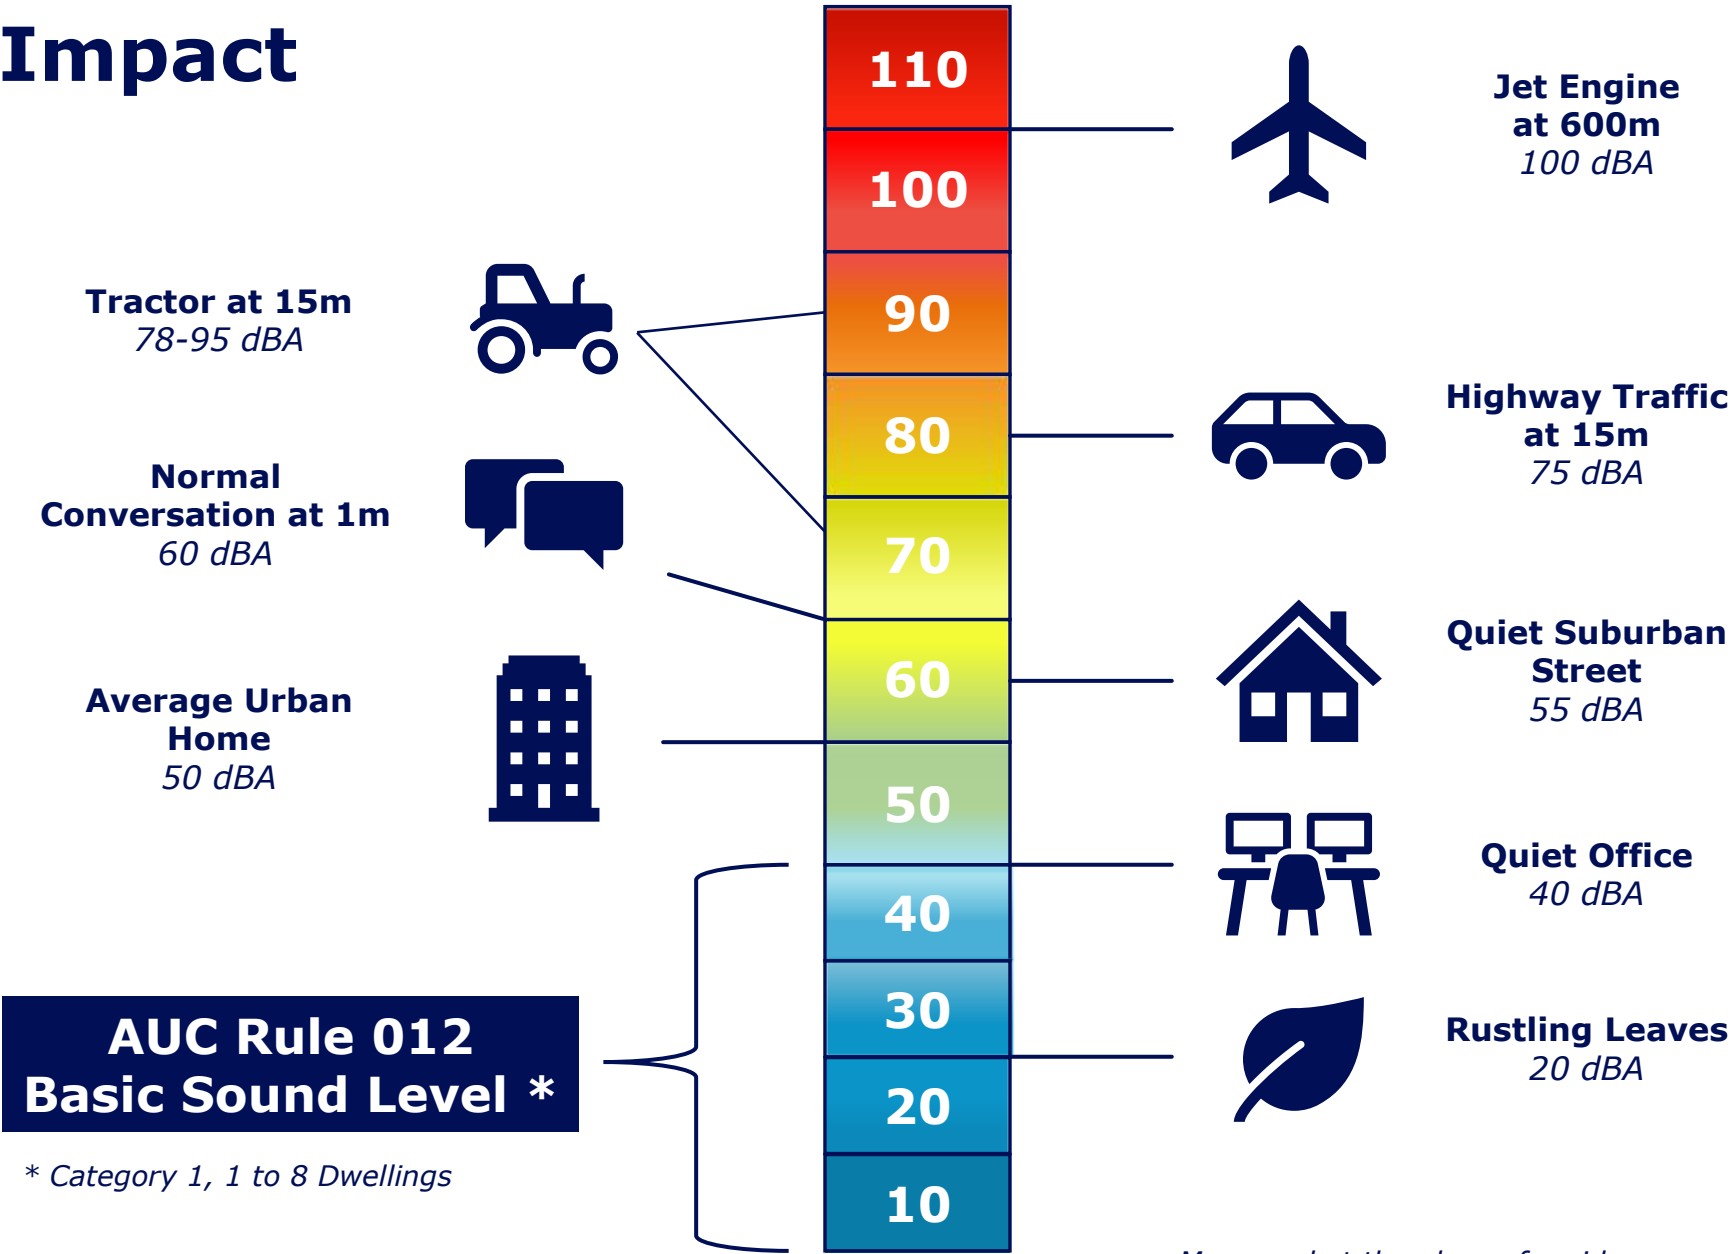 Impact
110
100
90
80
70
60
50
40
30
20
10
Tractor at 15m
78-95 dBA
Normal
Conversation at 1m
60 dBA
Average Urban
Home
50 dBA
AUC Rule 012
Basic Sound Level *
* Category 1, 1 to 8 Dwellings
Jet Engine
at 600m
100 dBA
Highway Traffic
at 15m
75 dBA
Quiet Suburban
Street
55 dBA
Quiet Office
40 dBA
Rustling Leaves
20 dBA